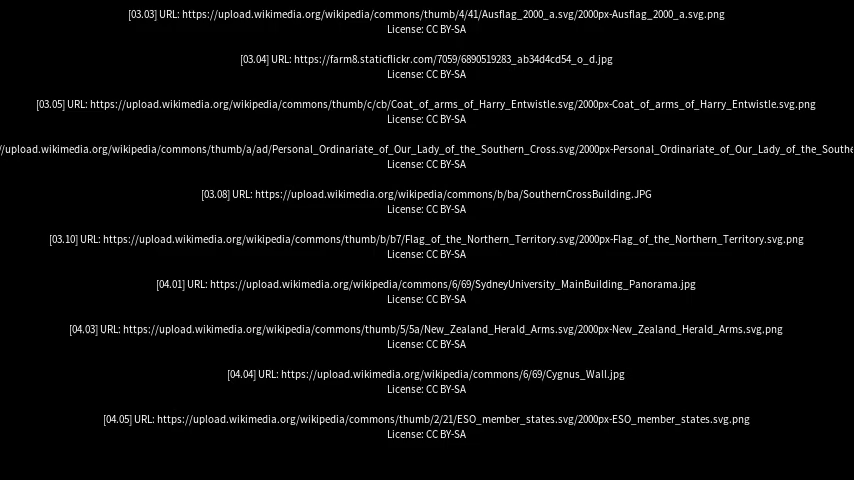 [03.03] URL: https://upload.wikimedia.org/wikipedia/commons/thumb/4/41/Ausflag_2000_a.svg/2000px-Ausflag_2000_a.svg.png
License: CC BY-SA
[03.04] URL: https://farm8.staticflickr.com/7059/6890519283_ab34d4cd54_o_d.jpg
License: CC BY-SA
[03.05] URL: https://upload.wikimedia.org/wikipedia/commons/thumb/c/cb/Coat_of_arms_of_Harry_Entwistle.svg/2000px-Coat_of_arms_of_Harry_Entwistle.svg.png
License: CC BY-SA
/upload.wikimedia.org/wikipedia/commons/thumb/a/ad/Personal_Ordinariate_of_Our_Lady_of_the_Southern_Cross.svg/2000px-Personal_Ordinariate_of_Our_Lady_of_the_Southe
License: CC BY-SA
[03.08] URL: https://upload.wikimedia.org/wikipedia/commons/b/ba/SouthernCrossBuilding.JPG
License: CC BY-SA
[03.10] URL: https://upload.wikimedia.org/wikipedia/commons/thumb/b/b7/Flag_of_the_Northern_Territory.svg/2000px-Flag_of_the_Northern_Territory.svg.png
License: CC BY-SA
[04.01] URL: https://upload.wikimedia.org/wikipedia/commons/6/69/SydneyUniversity_MainBuilding_Panorama.jpg
License: CC BY-SA
[04.03] URL: https://upload.wikimedia.org/wikipedia/commons/thumb/5/5a/New_Zealand_Herald_Arms.svg/2000px-New_Zealand_Herald_Arms.svg.png
License: CC BY-SA
[04.04] URL: https://upload.wikimedia.org/wikipedia/commons/6/69/Cygnus_Wall.jpg
License: CC BY-SA
[04.05] URL: https://upload.wikimedia.org/wikipedia/commons/thumb/2/21/ESO_member_states.svg/2000px-ESO_member_states.svg.png
License: CC BY-SA